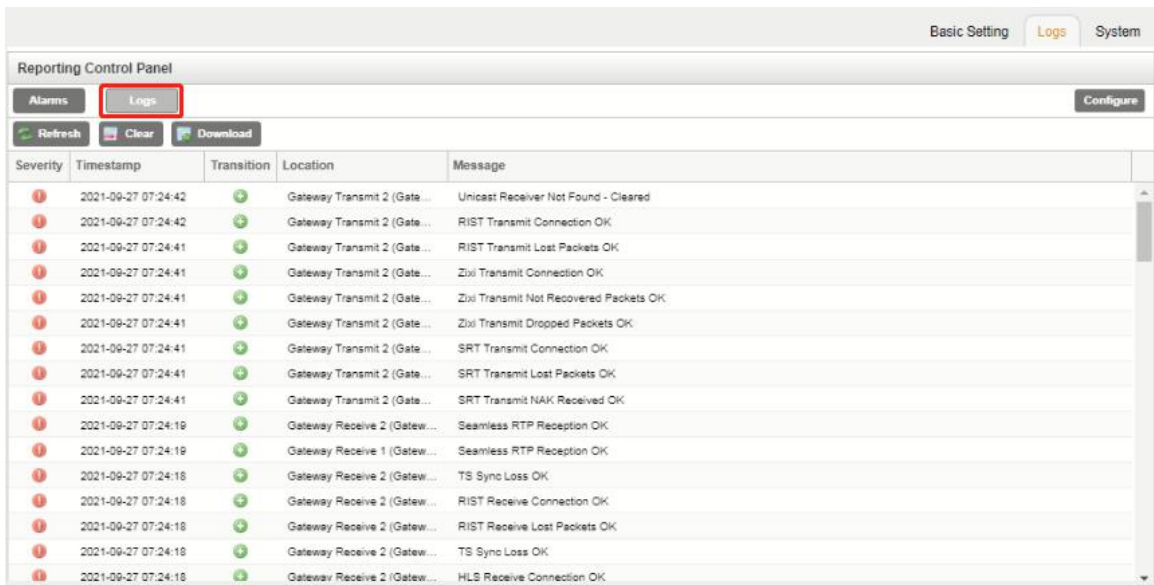 Basic Setting Logs System
Reporting Control Panel
Alarms Logs Configure
Refresh Clear Download
Severity Timestamp Transition Location Message
2021-09-27 07:24:42 Gateway Transmit 2 (Gate... Unicast Receiver Not Found - Cleared
2021-09-27 07:24:42 Gateway Transmit 2 (Gate... RIST Transmit Connection OK
2021-09-27 07:24:41 Gateway Transmit 2 (Gate... RIST Transmit Lost Packets OK
2021-09-27 07:24:41 Gateway Transmit 2 (Gate... Zixi Transmit Connection OK
2021-09-27 07:24:41 Gateway Transmit 2 (Gate... Zixi Transmit Not Recovered Packets OK
2021-09-27 07:24:41 Gateway Transmit 2 (Gate... Zixi Transmit Dropped Packets OK
2021-09-27 07:24:41 Gateway Transmit 2 (Gate... SRT Transmit Connection OK
2021-09-27 07:24:41 Gateway Transmit 2 (Gate... SRT Transmit Lost Packets OK
2021-09-27 07:24:41 Gateway Transmit 2 (Gate... SRT Transmit NAK Received OK
2021-09-27 07:24:19 Gateway Receive 2 (Gatew... Seamless RTP Reception OK
2021-09-27 07:24:19 Gateway Receive 1 (Gatew... Seamless RTP Reception OK
2021-09-27 07:24:18 Gateway Receive 2 (Gatew... TS Sync Loss OK
2021-09-27 07:24:18 Gateway Receive 2 (Gatew... RIST Receive Connection OK
2021-09-27 07:24:18 Gateway Receive 2 (Gatew... RIST Receive Lost Packets OK
2021-09-27 07:24:18 Gateway Receive 2 (Gatew... TS Sync Loss OK
2021-09-27 07:24:18 Gateway Receive 2 (Gatew... HLS Receive Connection OK